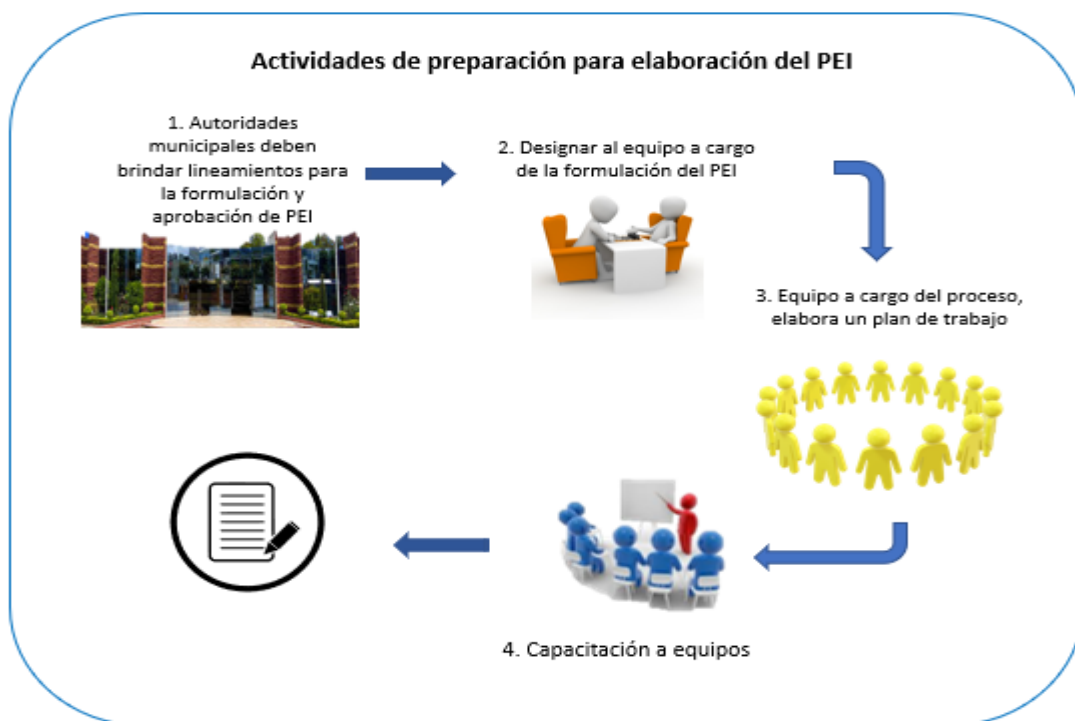 Actividades de preparación para elaboración del PEI
1. Autoridades
municipales deben
brindar lineamientos para
la formulación y
aprobación de PEI
2. Designar al equipo a cargo
de la formulación del PEI
3. Equipo a cargo del proceso,
elabora un plan de trabajo
4. Capacitación a equipos